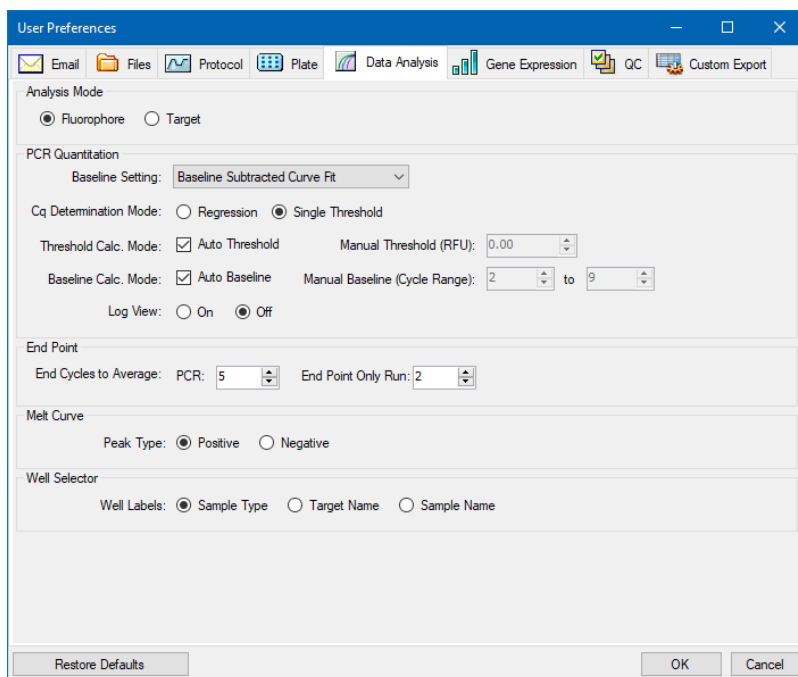 User Preferences
Email Files Protocol Plate Data Analysis Gene Expression QC Custom Export
Analysis Mode
Fluorophore Target
PCR Quantitation
Baseline Setting: Baseline Subtracted Curve Fit
Cq Determination Mode: Regression Single Threshold
Threshold Calc. Mode: Auto Threshold Manual Threshold (RFU): 0.00
Baseline Calc. Mode: Auto Baseline Manual Baseline (Cycle Range): 2 to 9
Log View: On Off
End Point
End Cycles to Average: PCR: 5 End Point Only Run: 2
Melt Curve
Peak Type: Positive Negative
Well Selector
Well Labels: Sample Type Target Name Sample Name
Restore Defaults OK Cancel